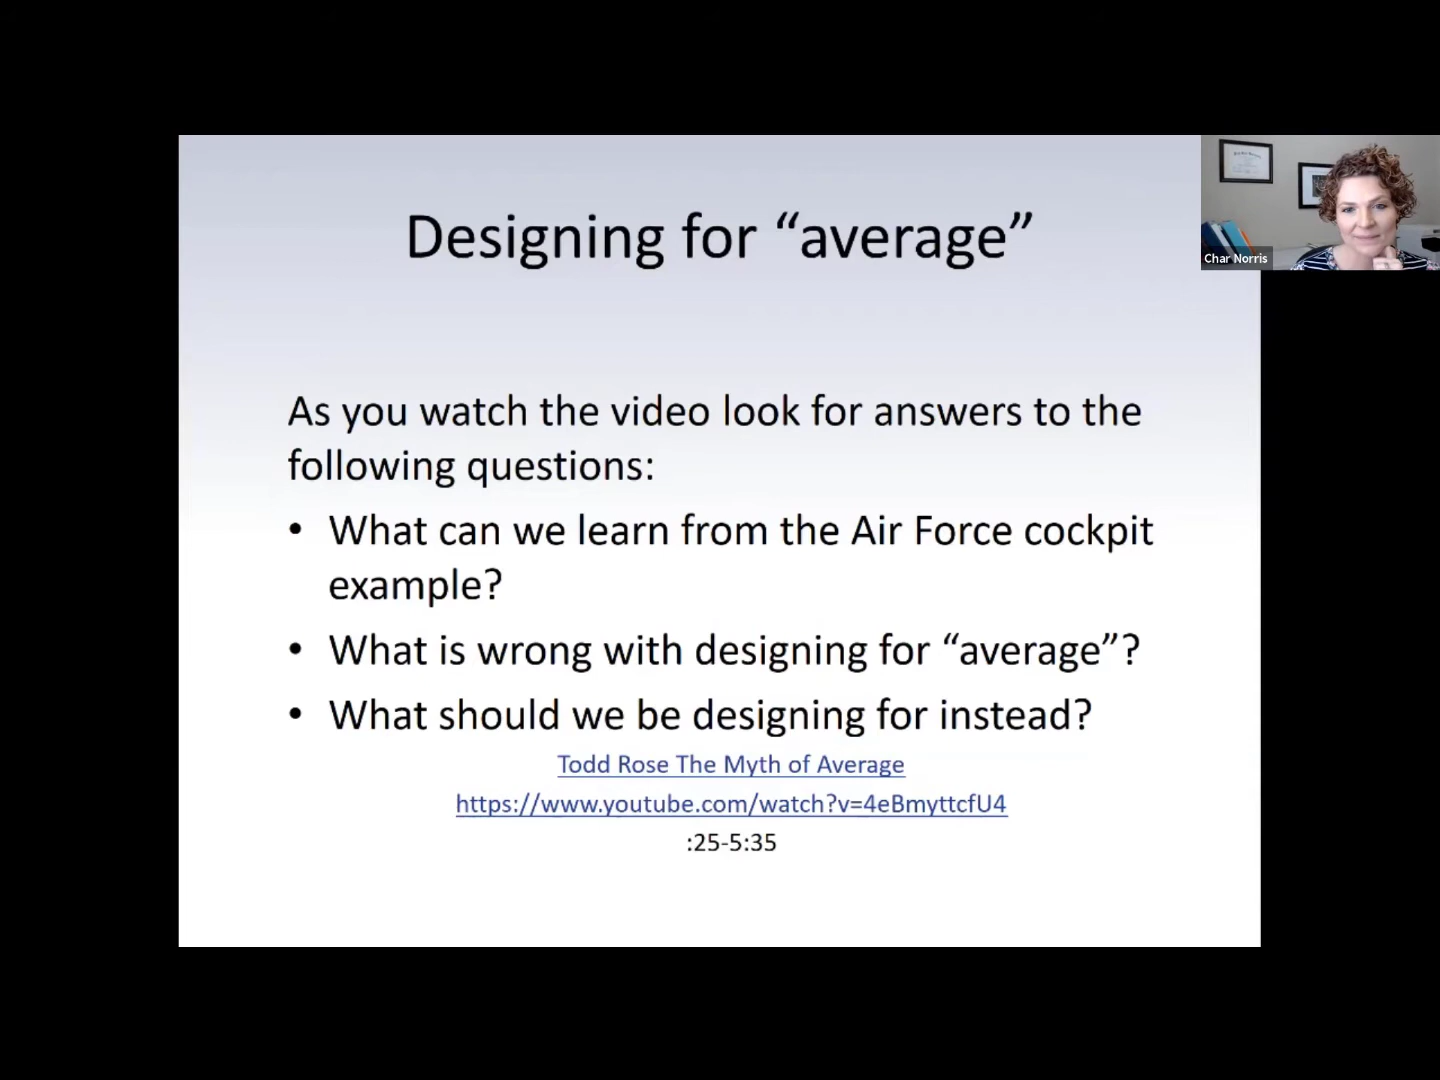 Designing for “average”
Char Norris
As you watch the video look for answers to the
following questions:
• What can we learn from the Air Force cockpit
example?
• What is wrong with designing for “average”?
• What should we be designing for instead?
Todd Rose The Myth of Average
https://www.youtube.com/watch?v=4eBmyttcfU4
:25-5:35